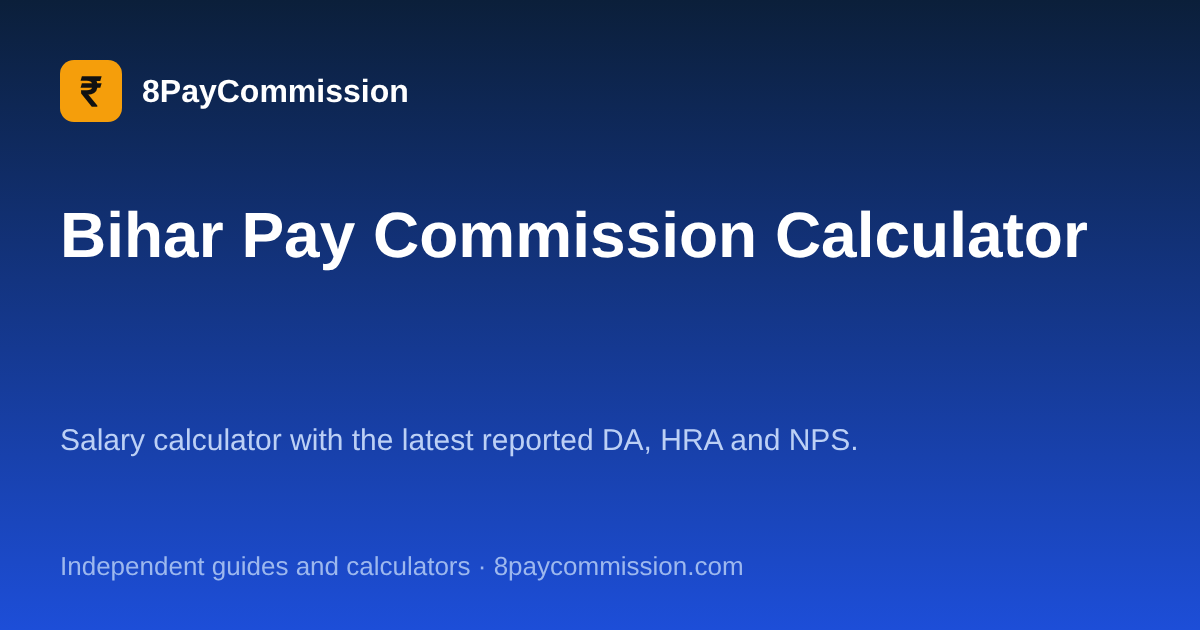 ₹
8PayCommission
Bihar Pay Commission Calculator
Salary calculator with the latest reported DA, HRA and NPS.
Independent guides and calculators · 8paycommission.com